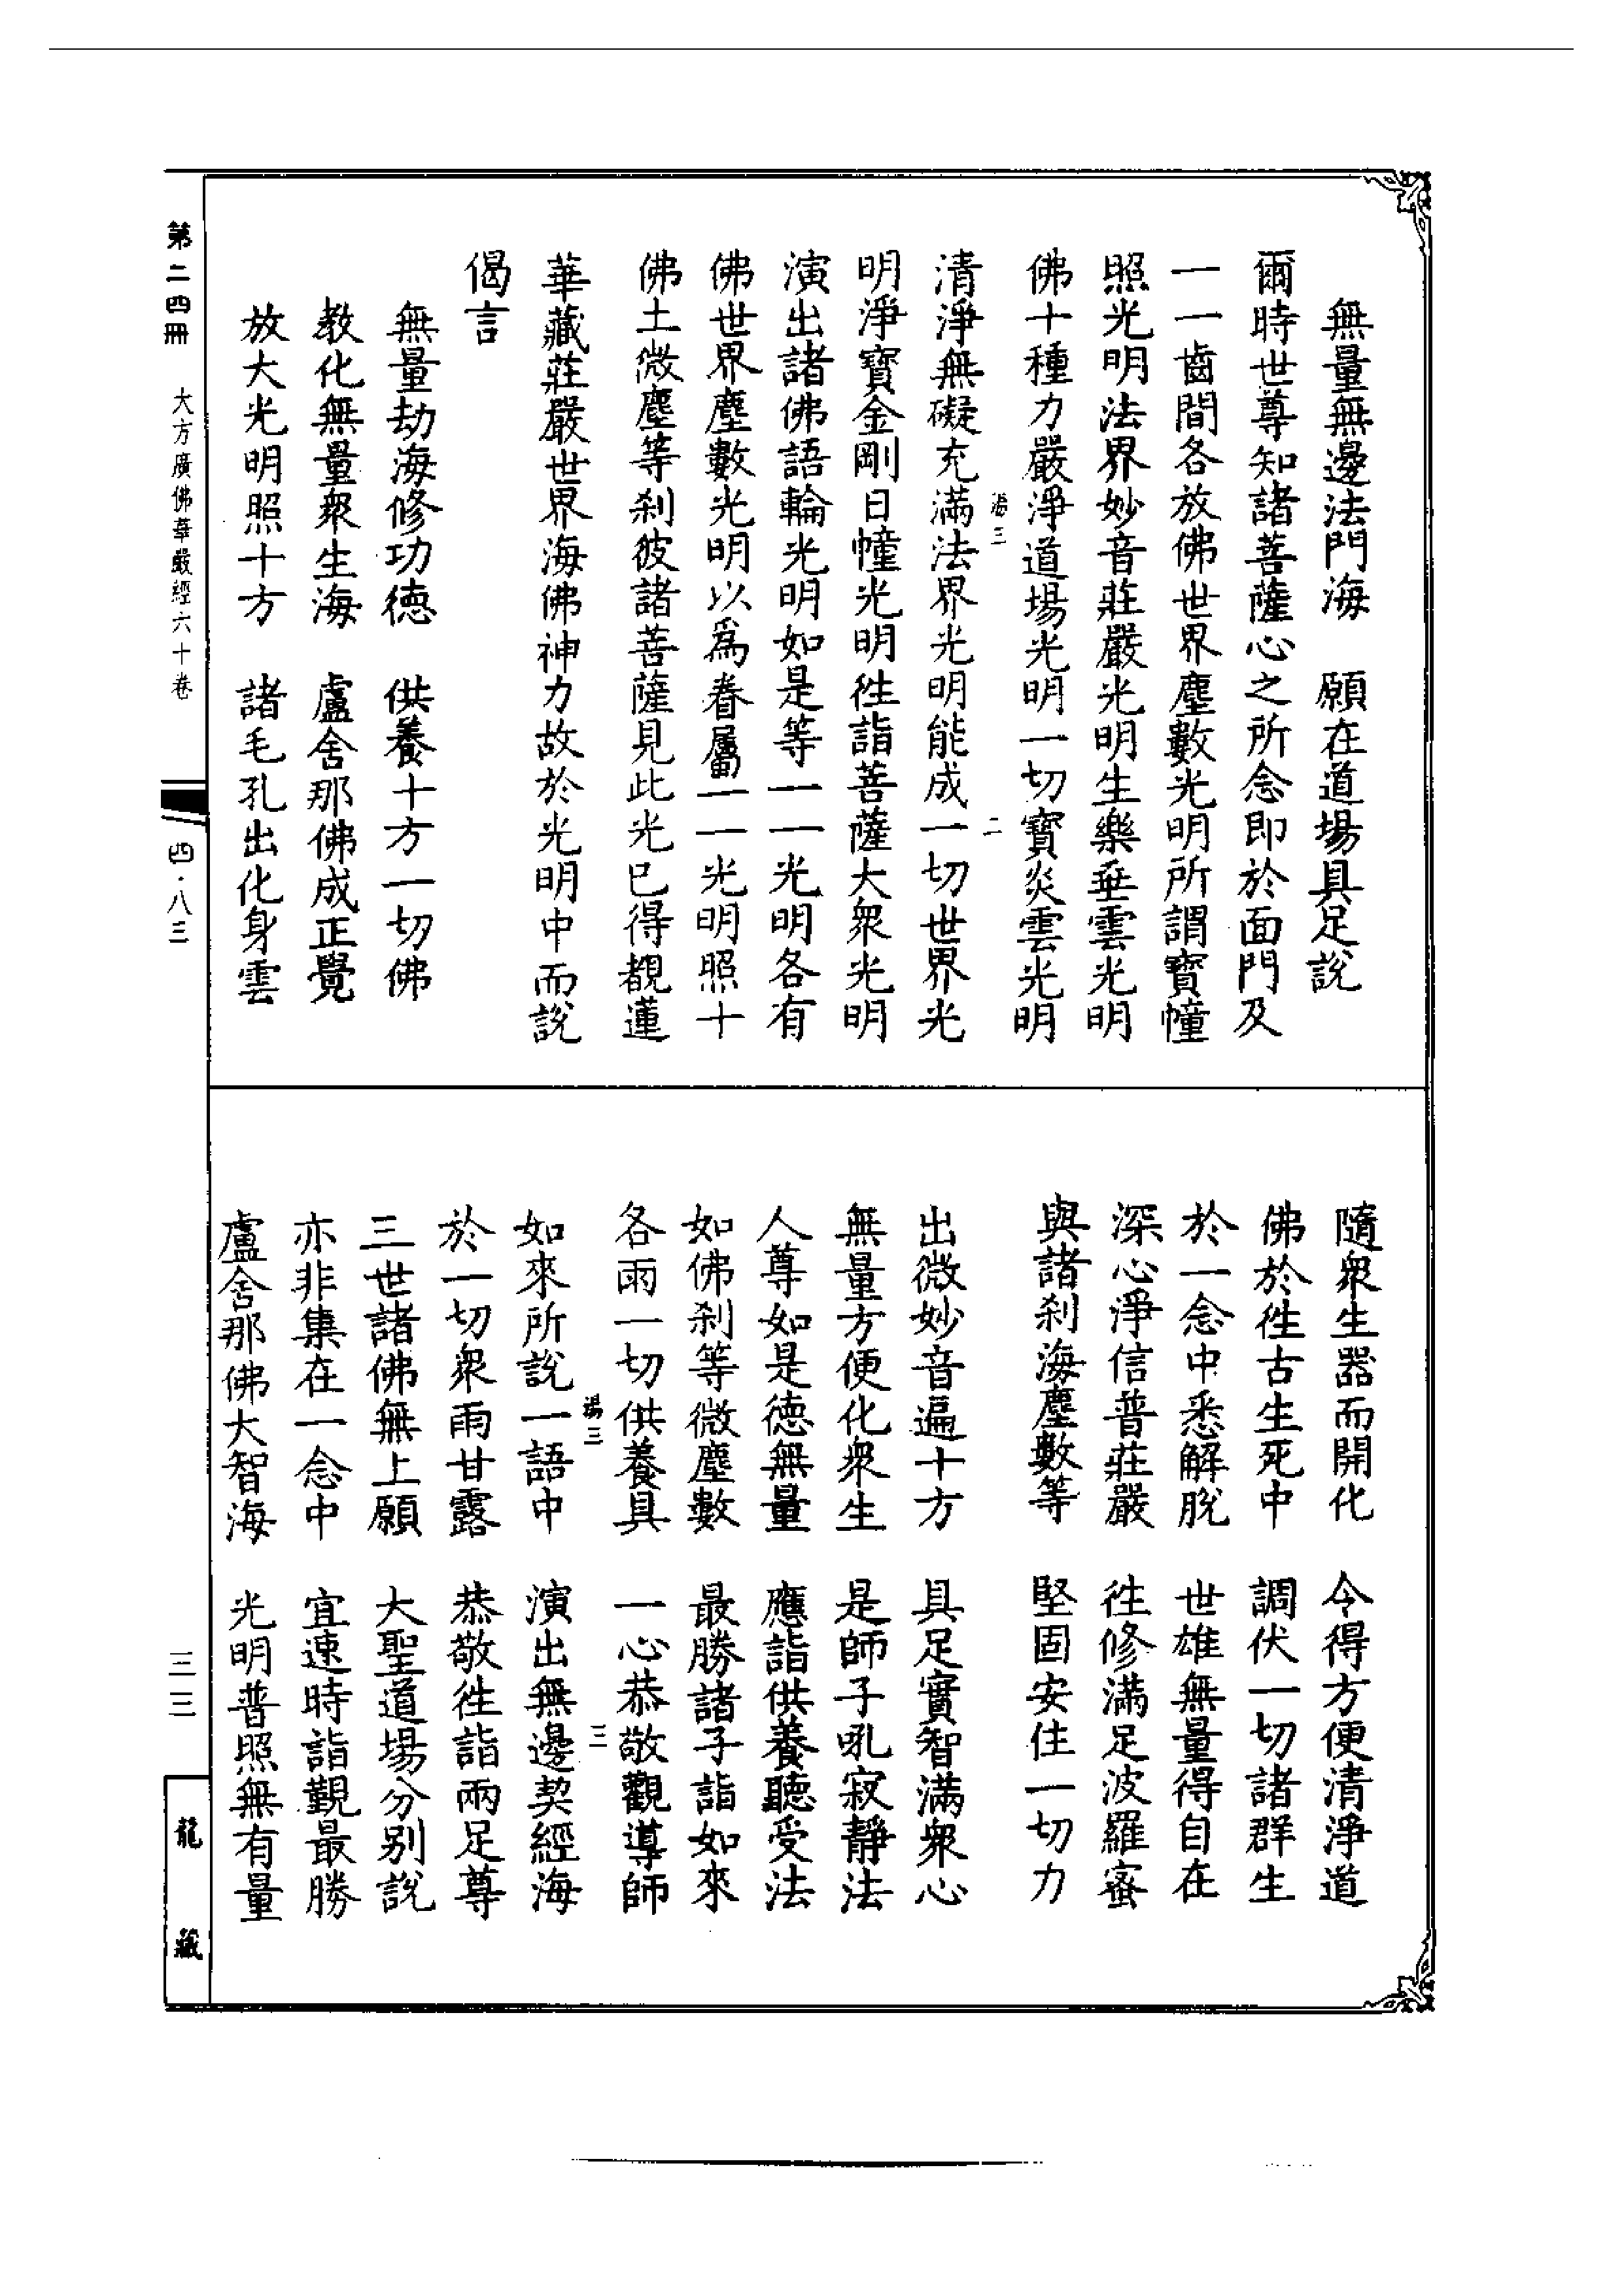 無量無邊法門海　願在道場具足說
爾時世尊知諸菩薩心之所念即於面門及
一一齒間各放佛世界塵數光明所謂寶幢
照光明法界妙音莊嚴光明生樂垂雲光明
佛十種力嚴淨道場光明一切寶炎雲光明
湯三
二
清淨無礙充滿法界光明能成一切世界光
明淨寶金剛日幢光明徃詣菩薩大衆光明
演出諸佛語輪光明如是等一一光明各有
佛世界塵數光明以爲眷屬一一光明照十
佛土微塵等刹彼諸菩薩見此光已得覩蓮
華藏莊嚴世界海佛神力故於光明中而說
偈言
無量劫海修功德　供養十方一切佛
教化無量衆生海　盧舍那佛成正覺
放大光明照十方　諸毛孔出化身雲
隨衆生器而開化　今得方便清淨道
佛於徃古生死中　調伏一切諸群生
於一念中悉解脫　世雄無量得自在
深心淨信普莊嚴　徃修滿足波羅蜜
與諸刹海塵數等　堅固安住一切力
出微妙音遍十方　具足實智滿衆心
無量方便化衆生　是師子吼寂靜法
人尊如是德無量　應詣供養聽受法
如佛刹等微塵數　最勝諸子詣如來
各雨一切供養具　一心恭敬觀導師
湯三
三
如來所說一語中　演出無邊契經海
於一切衆雨甘露　恭敬徃詣兩足尊
三世諸佛無上願　大聖道場分別說
亦非集在一念中　宜速時詣覲最勝
盧舍那佛大智海　光明普照無有量
第二四冊　大方廣佛華嚴經六十卷
四·八三
三三
龍藏